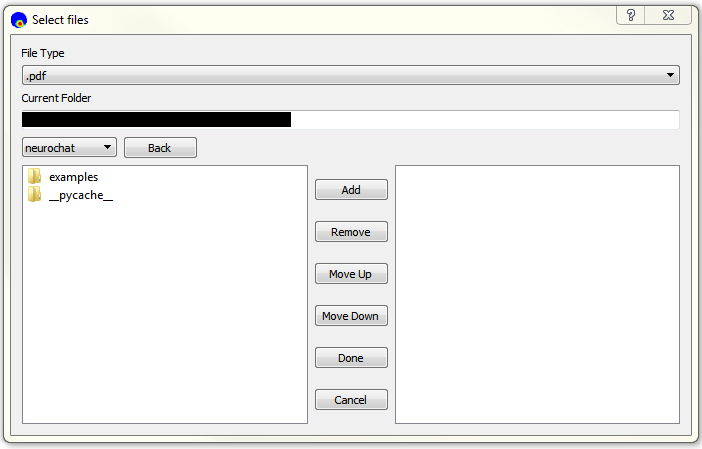 Select files
File Type
.pdf
Current Folder
neurochat
Back
examples
__pycache__
Add
Remove
Move Up
Move Down
Done
Cancel